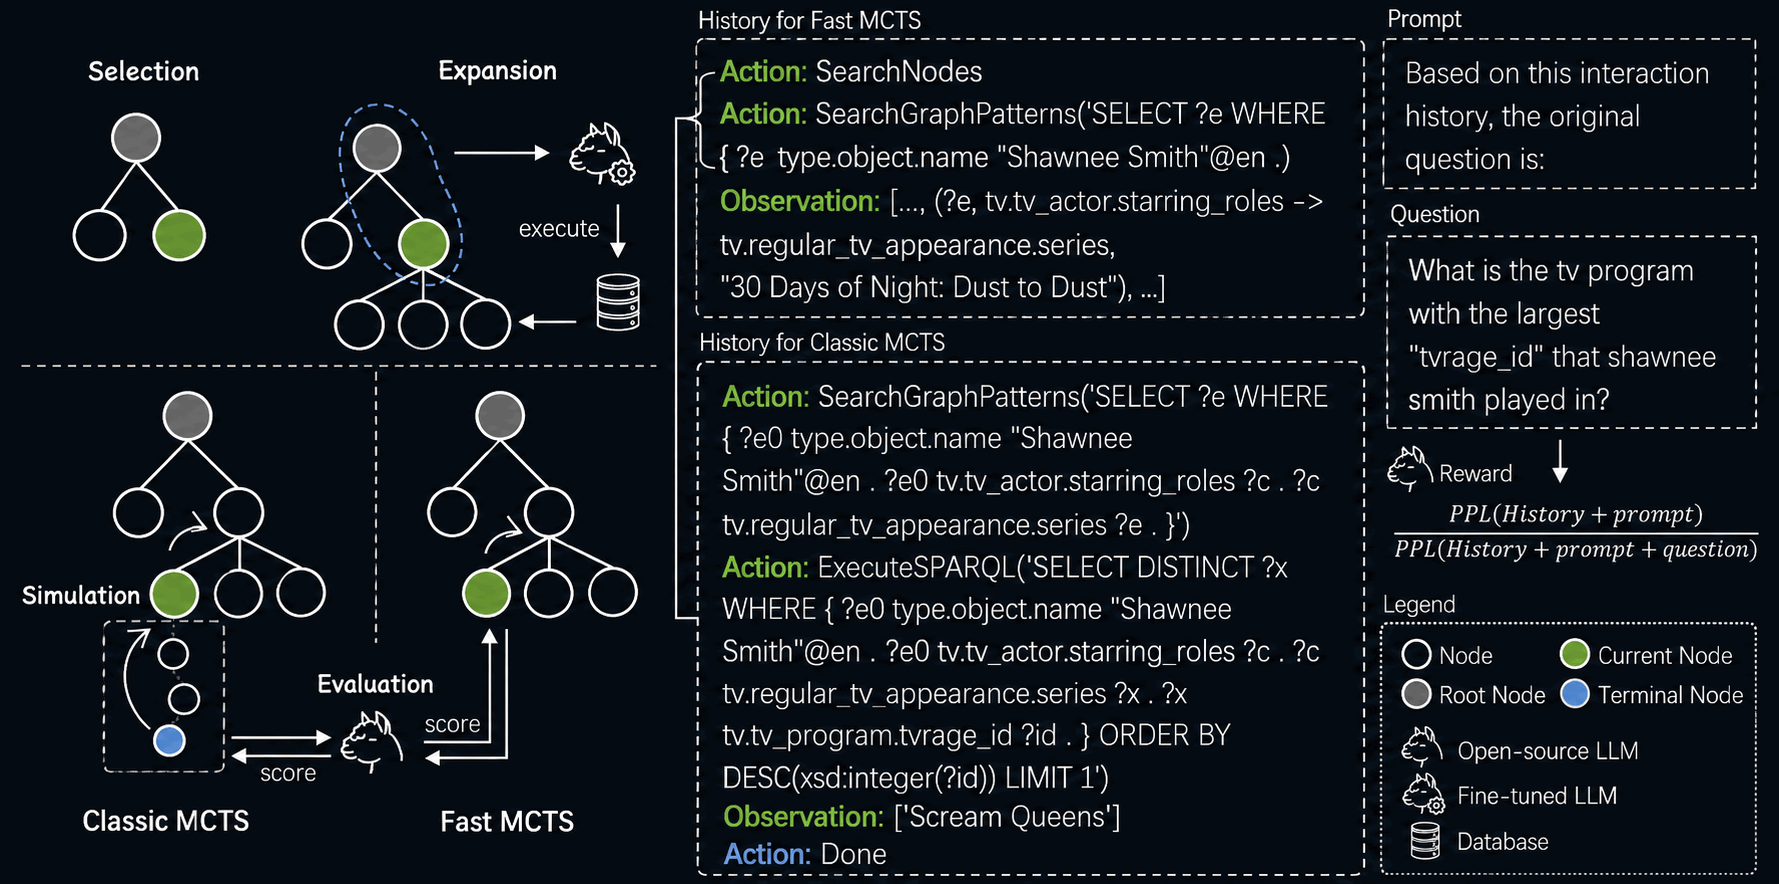 Selection
Expansion
execute
Simulation
Evaluation
score
score
Classic MCTS
Fast MCTS
History for Fast MCTS
Action: SearchNodes
Action: SearchGraphPatterns('SELECT ?e WHERE
{ ?e type.object.name "Shawnee Smith"@en .)
Observation: [..., (?e, tv.tv_actor.starring_roles ->
tv.regular_tv_appearance.series,
"30 Days of Night: Dust to Dust"), ...]
History for Classic MCTS
Action: SearchGraphPatterns('SELECT ?e WHERE
{ ?e0 type.object.name "Shawnee
Smith"@en . ?e0 tv.tv_actor.starring_roles ?c . ?c
tv.regular_tv_appearance.series ?e . }')
Action: ExecuteSPARQL('SELECT DISTINCT ?x
WHERE { ?e0 type.object.name "Shawnee
Smith"@en . ?e0 tv.tv_actor.starring_roles ?c . ?c
tv.regular_tv_appearance.series ?x . ?x
tv.tv_program.tvrage_id ?id . } ORDER BY
DESC(xsd:integer(?id)) LIMIT 1')
Observation: ['Scream Queens']
Action: Done
Prompt
Based on this interaction
history, the original
question is:
Question
What is the tv program
with the largest
"tvrage_id" that shawnee
smith played in?
Reward
PPL(History + prompt)
PPL(History + prompt + question)
Legend
Node
Current Node
Root Node
Terminal Node
Open-source LLM
Fine-tuned LLM
Database